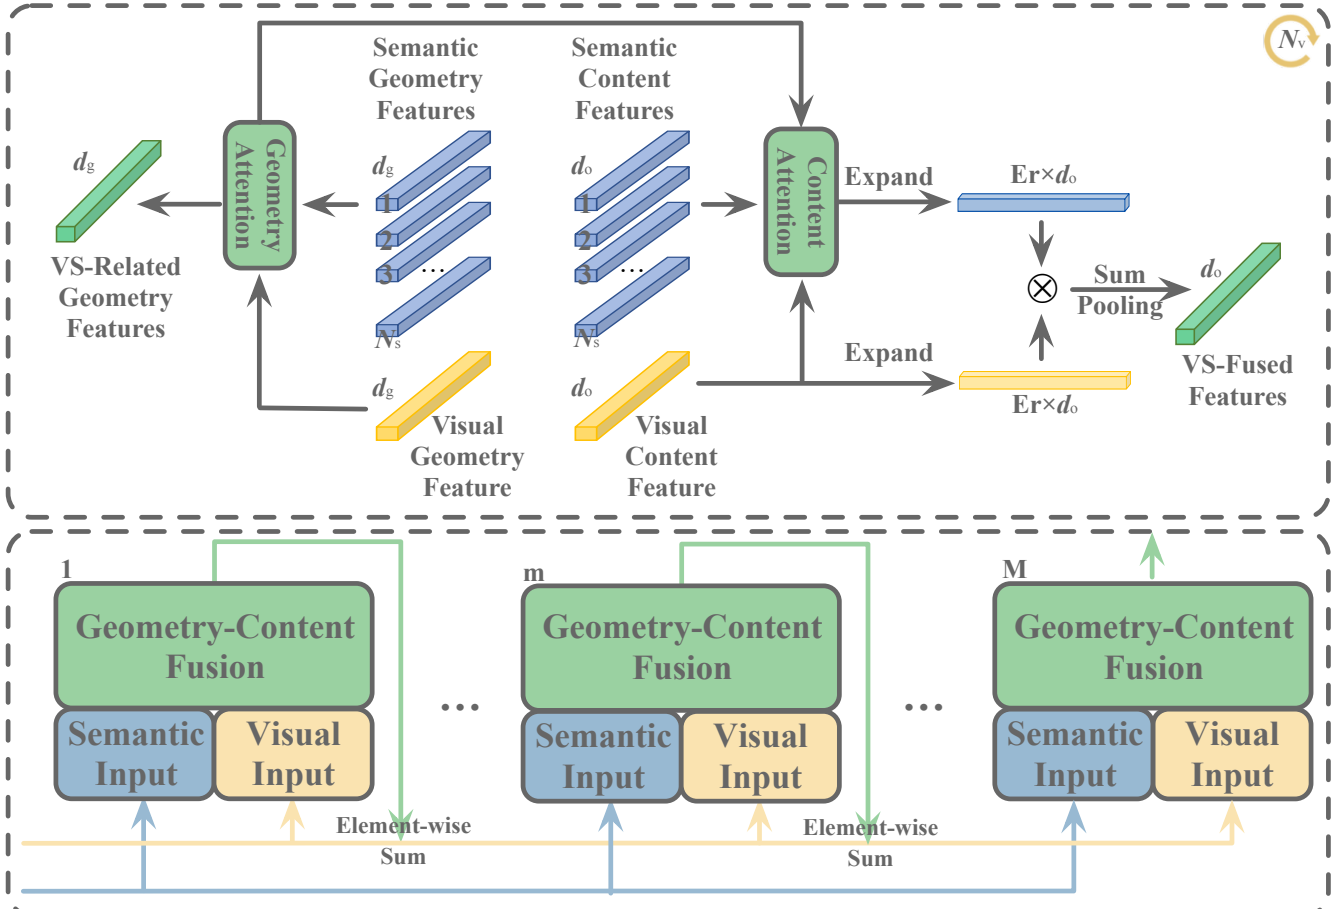 Nv
Semantic
Geometry
Features
Semantic
Content
Features
dg
Geometry
Attention
dg
1
2
3
...
Ns
do
1
2
3
...
Ns
Content
Attention
Expand
Er×do
VS-Related
Geometry
Features
Sum
Pooling
do
VS-Fused
Features
Expand
Er×do
dg
Visual
Geometry
Feature
do
Visual
Content
Feature
1
Geometry-Content
Fusion
Semantic
Input
Visual
Input
Element-wise
Sum
...
m
Geometry-Content
Fusion
Semantic
Input
Visual
Input
Element-wise
Sum
...
M
Geometry-Content
Fusion
Semantic
Input
Visual
Input